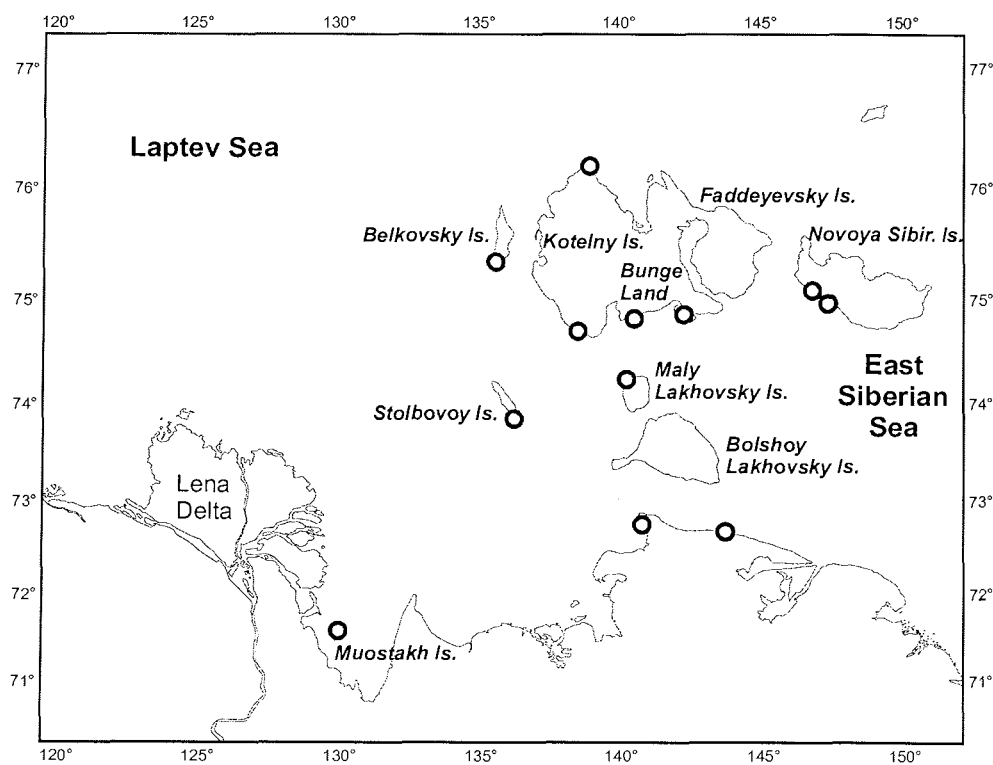 120° 125° 130° 135° 140° 145° 150°
77° 77°
Laptev Sea
76° 76°
Faddeyevsky Is.
Belkovsky Is. Kotelny Is. Novoya Sibir. Is.
Bunge
Land
75° 75°
East
Siberian
Sea
Maly
Lakhovsky Is.
74° 74°
Stolbovoy Is.
Bolshoy
Lakhovsky Is.
Lena
Delta
73° 73°
72° 72°
Muostakh Is.
71° 71°
120° 125° 130° 135° 140° 145° 150°